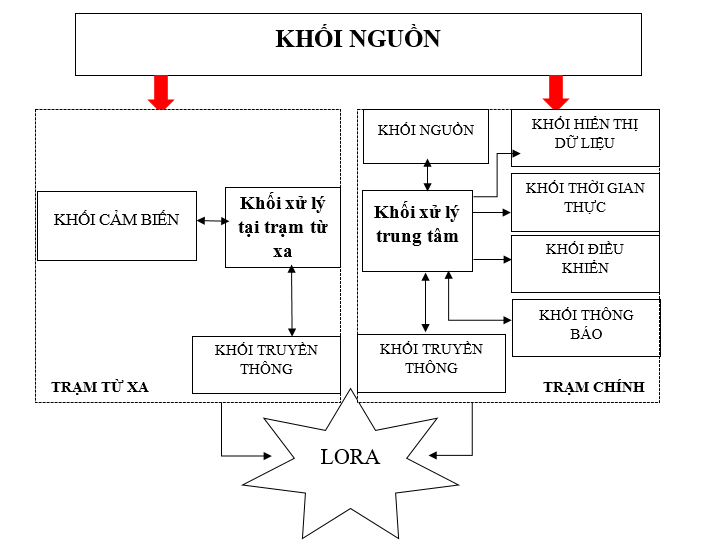 KHỐI NGUỒN
KHỐI NGUỒN
KHỐI HIỂN THỊ
DỮ LIỆU
KHỐI THỜI GIAN
THỰC
KHỐI CẢM BIẾN
Khối xử lý
tại trạm từ
xa
Khối xử lý
trung tâm
KHỐI ĐIỀU
KHIỂN
KHỐI THÔNG
BÁO
KHỐI TRUYỀN
THÔNG
KHỐI TRUYỀN
THÔNG
TRẠM TỪ XA
TRẠM CHÍNH
LORA